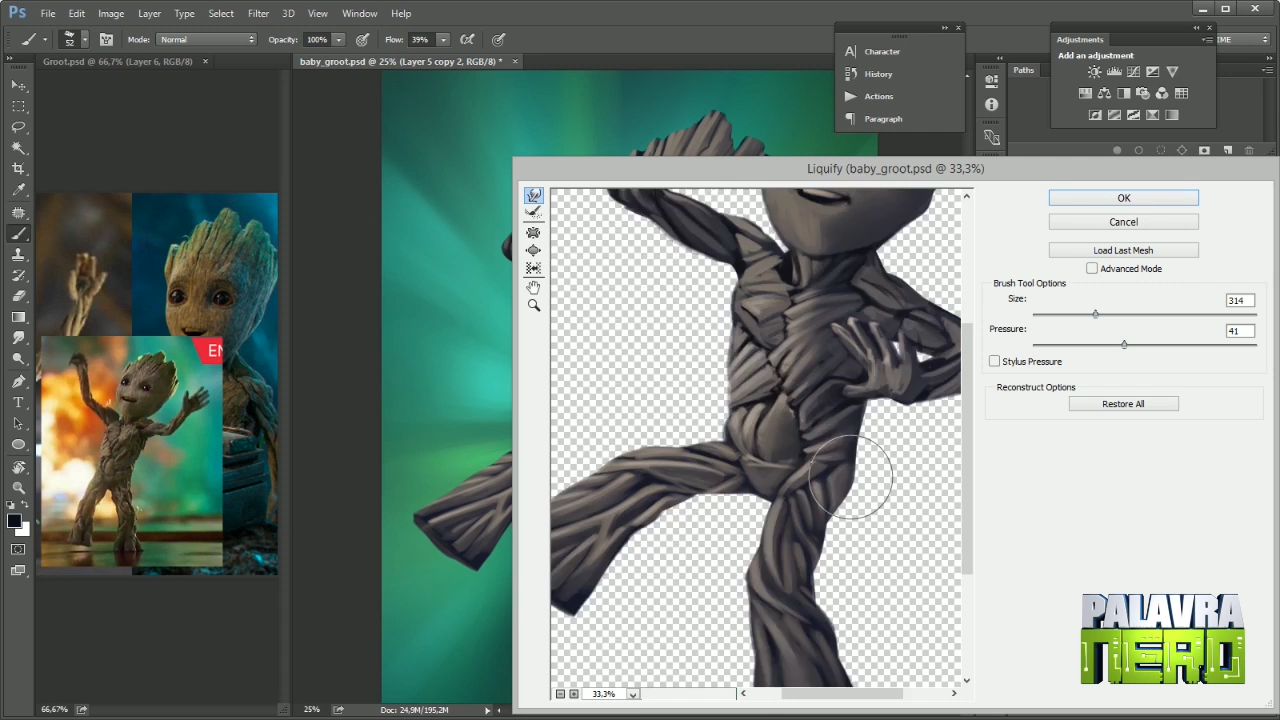 Ps File Edit Image Layer Type Select Filter 3D View Window Help
52 Mode: Normal Opacity: 100% Flow: 39%
Groot.psd @ 66,7% (Layer 6, RGB/8) × baby_groot.psd @ 25% (Layer 5 copy 2, RGB/8) * ×
Character
History
Actions
Paragraph
Paths
Adjustments
Add an adjustment
Liquify (baby_groot.psd @ 33,3%)
OK
Cancel
Load Last Mesh
Advanced Mode
Brush Tool Options
Size: 314
Pressure: 41
Stylus Pressure
Reconstruct Options
Restore All
33,3%
66,67%
25% Doc: 24,9M/195,2M
PALAVRA
NERD